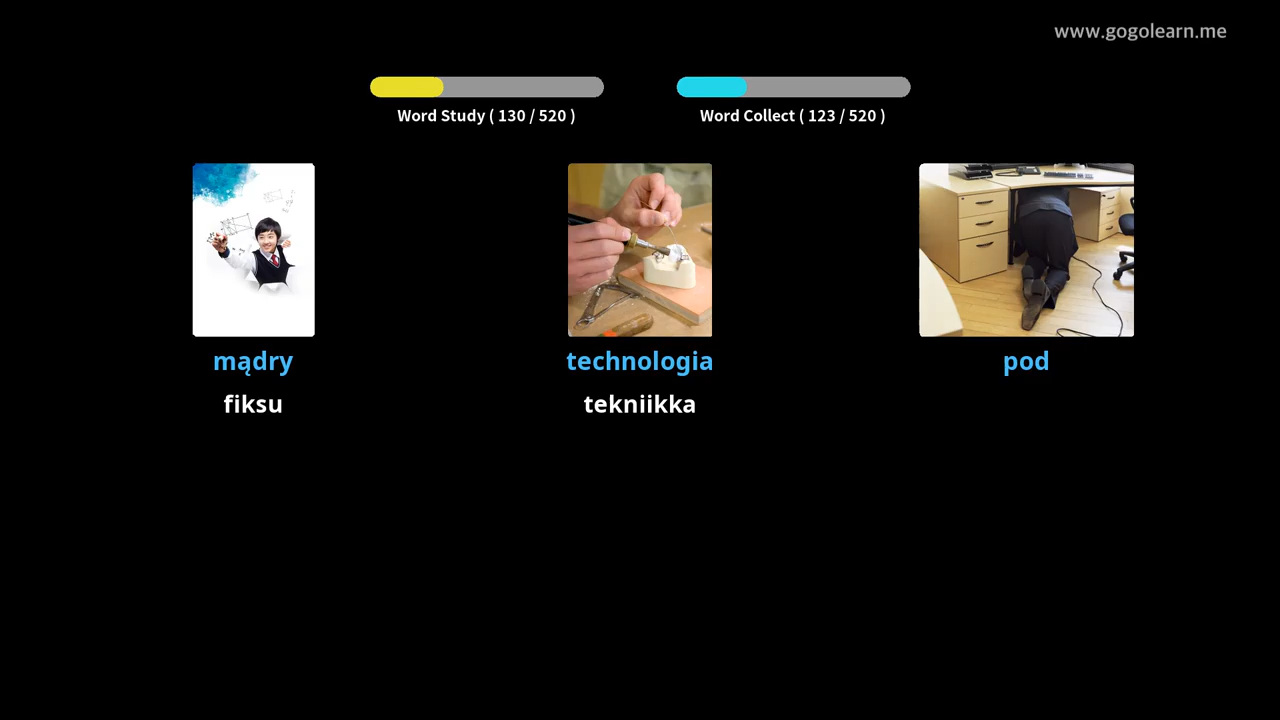 www.gogolearn.me
Word Study ( 130 / 520 )
Word Collect ( 123 / 520 )
mądry
technologia
pod
fiksu
tekniikka